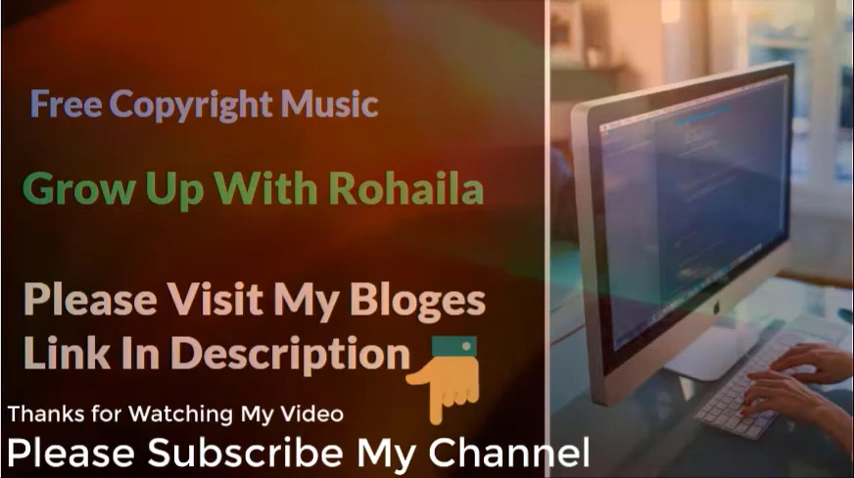 Free Copyright Music
Grow Up With Rohaila
Please Visit My Bloges
Link In Description
Thanks for Watching My Video
Please Subscribe My Channel